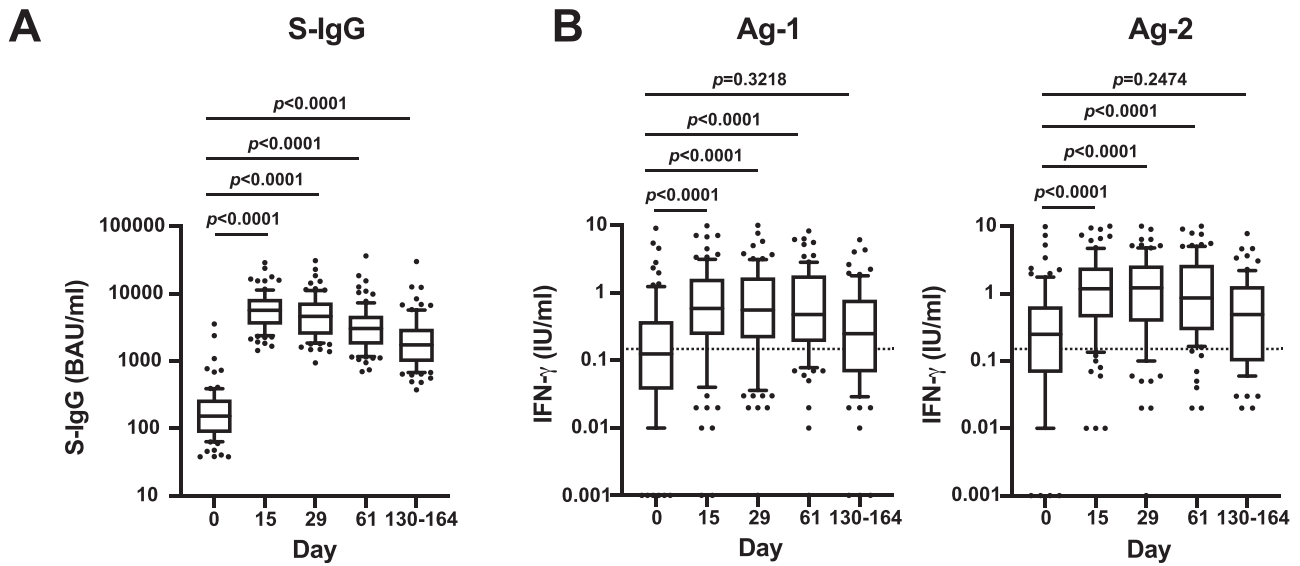 A
S-IgG
p<0.0001
p<0.0001
p<0.0001
p<0.0001
100000
10000
1000
100
10
S-IgG (BAU/ml)
0 15 29 61 130-164
Day
B
Ag-1
p=0.3218
p<0.0001
p<0.0001
p<0.0001
10
1
0.1
0.01
0.001
IFN-γ (IU/ml)
0 15 29 61 130-164
Day
Ag-2
p=0.2474
p<0.0001
p<0.0001
p<0.0001
10
1
0.1
0.01
0.001
IFN-γ (IU/ml)
0 15 29 61 130-164
Day